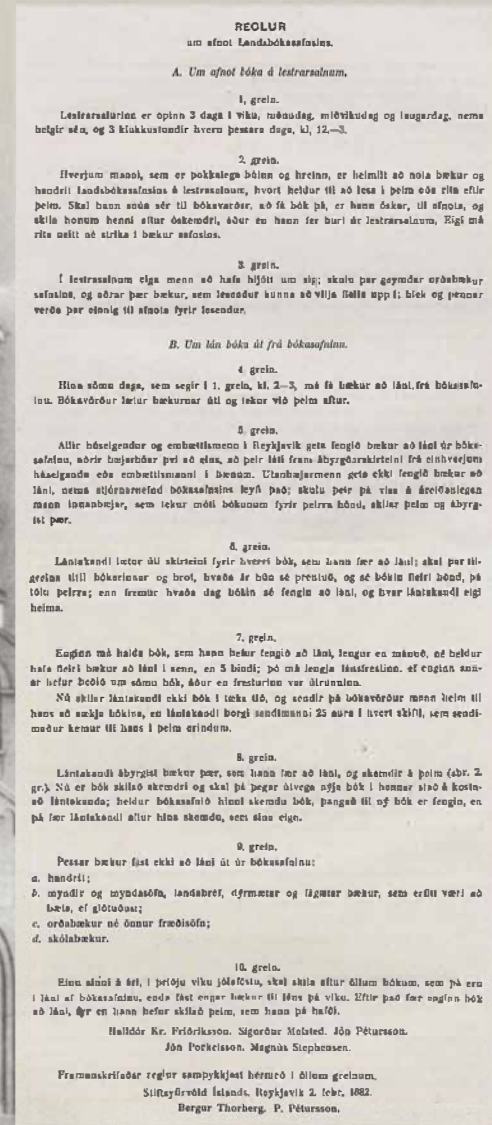 REGLUR
um afnot Landsbókasafnsins.
A. Um afnot bóka á lestrarsalnum.
1. grein.
Lestrarsalurinn er opinn 3 daga í viku, mánudag, miðvikudag og laugardag, nema
helgir séu, og 3 klukkustundir hvern þessara daga, kl. 12.—3.
2. grein.
Hverjum manni, sem er þokkalega búinn og hreinn, er heimilt að nota bækur og
handrit landsbókasafnsins á lestrarsalnum, hvort heldur til að lesa í þeim eða rita eftir
þeim. Skal hann snúa sér til bókavarðar, að fá bók þá, er hann óskar, til afnota, og
skila honum henni aftur óskemdri, áður en hann fer burt úr lestrarsalnum. Eigi má
rita neitt né strika í bækur safnsins.
3. grein.
Í lestrarsalnum eiga menn að hafa hljótt um sig; skulu þar geymdar orðabækur
safnsins, og aðrar þær bækur, sem lesendur kunna að vilja fletta upp í; blek og pennar
verða þar einnig til afnota fyrir lesendur.
B. Um lán bóka út frá bókasafninu.
4. grein.
Hina sömu daga, sem segir í 1. grein, kl. 2—3, má fá bækur að láni frá bókasafn-
inu. Bókavörður lætur bækurnar úti og tekur við þeim aftur.
5. grein.
Allir húseigendur og embættismenn í Reykjavík geta fengið bækur að láni úr bóka-
safninu, aðrir bæjarbúar því að eins, að þeir láti fram ábyrgðarskírteini frá einhverjum
húseiganda eða embættismanni í bænum. Utanbæjarmenn geta ekki fengið bækur að
láni, nema stjórnarnefnd bókasafnsins leyfi það; skulu þeir þá vísa á áreiðanlegan
mann innanbæjar, sem tekur móti bókunum fyrir þeirra hönd, skilar þeim og ábyrg-
ist þær.
6. grein.
Lántakandi lætur úti skírteini fyrir hverri bók, sem hann fær að láni; skal þar til-
greina titil bókarinnar og brot, hvaða ár hún sé prentuð, og sé bókin fleiri bönd, þá
tölu þeirra; enn fremur hvaða dag bókin sé fengin að láni, og hvar lántakandi eigi
heima.
7. grein.
Enginn má halda bók, sem hann hefur fengið að láni, lengur en mánuð, né heldur
hafa fleiri bækur að láni í senn, en 5 bindi; þó má lengja lánsfrestinn, ef enginn ann-
ar hefur beðið um sömu bók, áður en fresturinn var útrunninn.
Nú skilar lántakandi ekki bók í tæka tíð, og sendir þá bókavörður mann heim til
hans að sækja bókina, en lántakandi borgi sendimanni 25 aura í hvert skifti, sem sendi-
maður kemur til hans í þeim erindum.
8. grein.
Lántakandi ábyrgist bækur þær, sem hann fær að láni, og skemdir á þeim (sbr. 2.
gr.). Nú er bók skilað skemdri og skal þá þegar útvega nýja bók í hennar stað á kostn-
að lántakanda; heldur bókasafnið hinni skemdu bók, þangað til ný bók er fengin, en
þá fær lántakandi aftur hina skemdu, sem sína eign.
9. grein.
Þessar bækur fást ekki að láni út úr bókasafninu:
a. handrit;
b. myndir og myndasöfn, landabréf, dýrmætar og fágætar bækur, sem erfitt væri að
bæta, ef glötuðust;
c. orðabækur né önnur fræðisöfn;
d. skólabækur.
10. grein.
Einu sinni á ári, í þriðju viku jólaföstu, skal skila aftur öllum bókum, sem þá eru
í láni af bókasafninu, enda fást engar bækur til láns þá viku. Eftir það fær enginn bók
að láni, fyr en hann hefur skilað þeim, sem hann þá hafði.
Halldór Kr. Friðriksson. Sigurður Melsteð. Jón Pétursson.
Jón Þorkelsson. Magnús Stephensen.
Framanskrifaðar reglur samþykkjast hérmeð í öllum greinum.
Stiftsyfirvöld Íslands, Reykjavík 2. febr. 1882.
Bergur Thorberg. P. Pétursson.